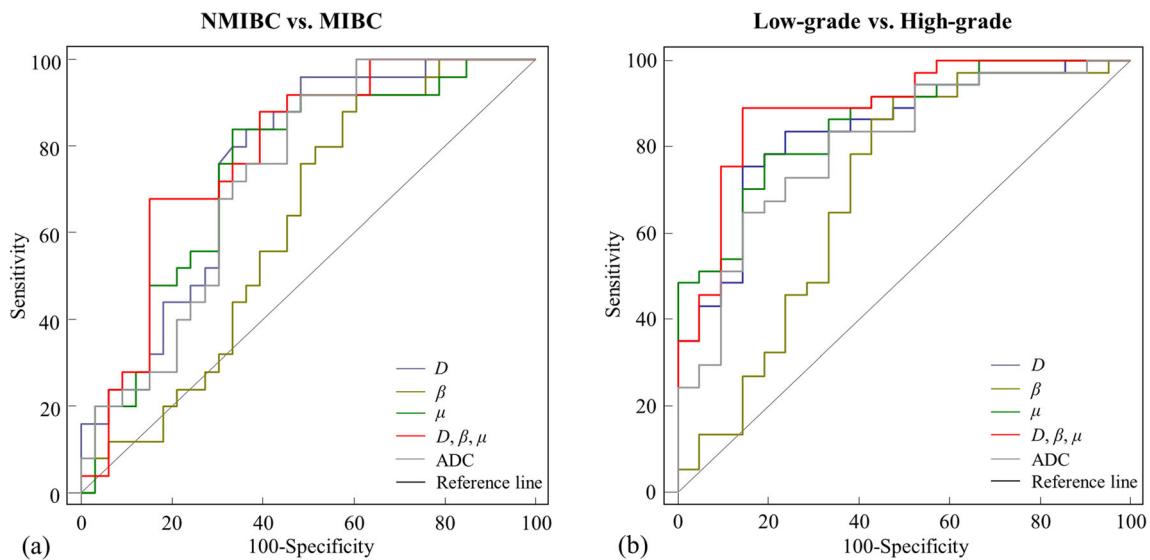 NMIBC vs. MIBC
100
80
60
40
20
0
Sensitivity
D
β
μ
D, β, μ
ADC
Reference line
0 20 40 60 80 100
100-Specificity
(a)
Low-grade vs. High-grade
100
80
60
40
20
0
Sensitivity
D
β
μ
D, β, μ
ADC
Reference line
0 20 40 60 80 100
100-Specificity
(b)